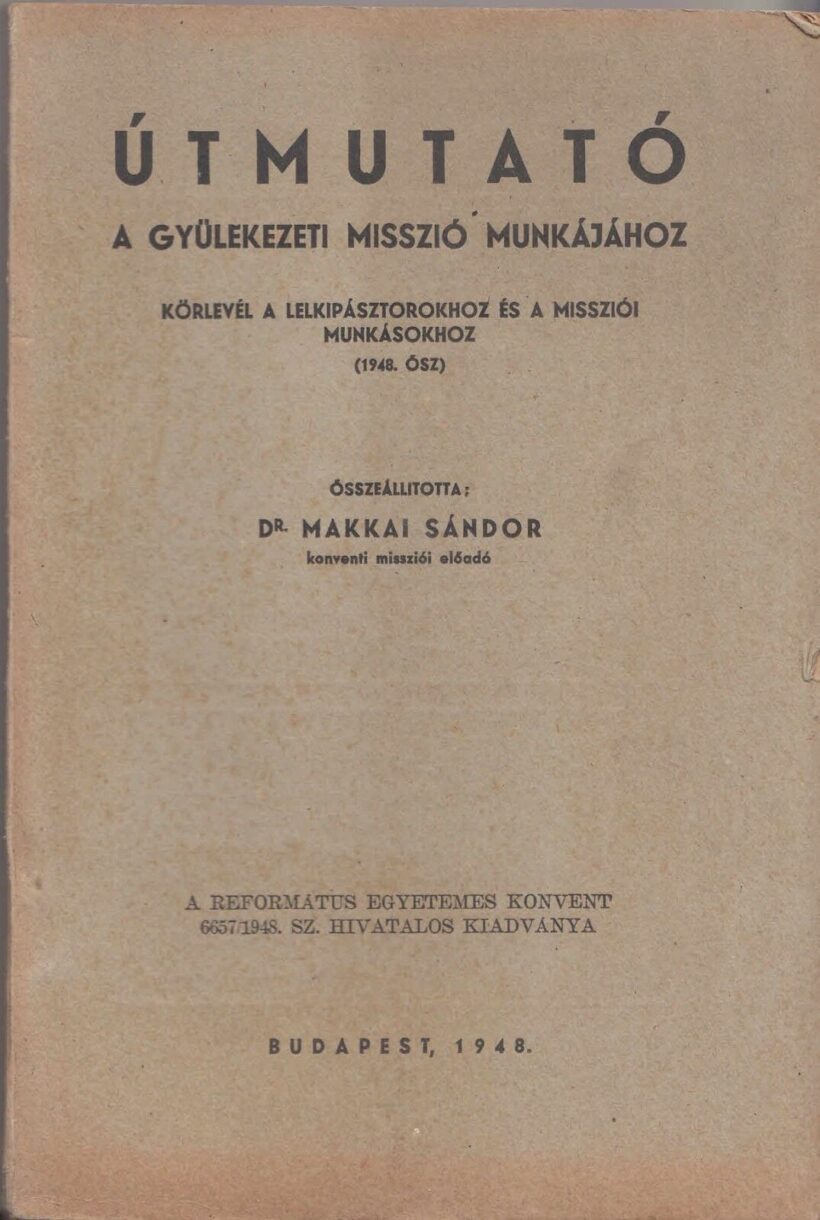 ÚTMUTATÓ
A GYÜLEKEZETI MISSZIÓ MUNKÁJÁHOZ
KÖRLEVÉL A LELKIPÁSZTOROKHOZ ÉS A MISSZIÓI
MUNKÁSOKHOZ
(1948. ŐSZ)
ÖSSZEÁLLITOTTA:
DR. MAKKAI SÁNDOR
konventi missziói előadó
A REFORMÁTUS EGYETEMES KONVENT
6657/1948. SZ. HIVATALOS KIADVÁNYA
BUDAPEST, 1948.